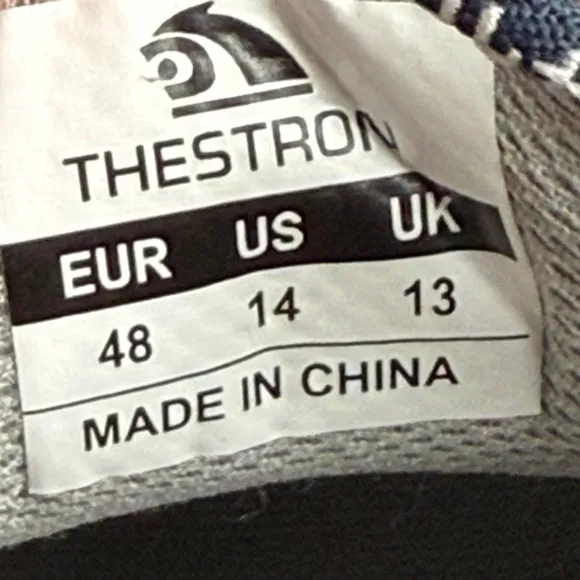 THESTRON
EUR US UK
48 14 13
MADE IN CHINA